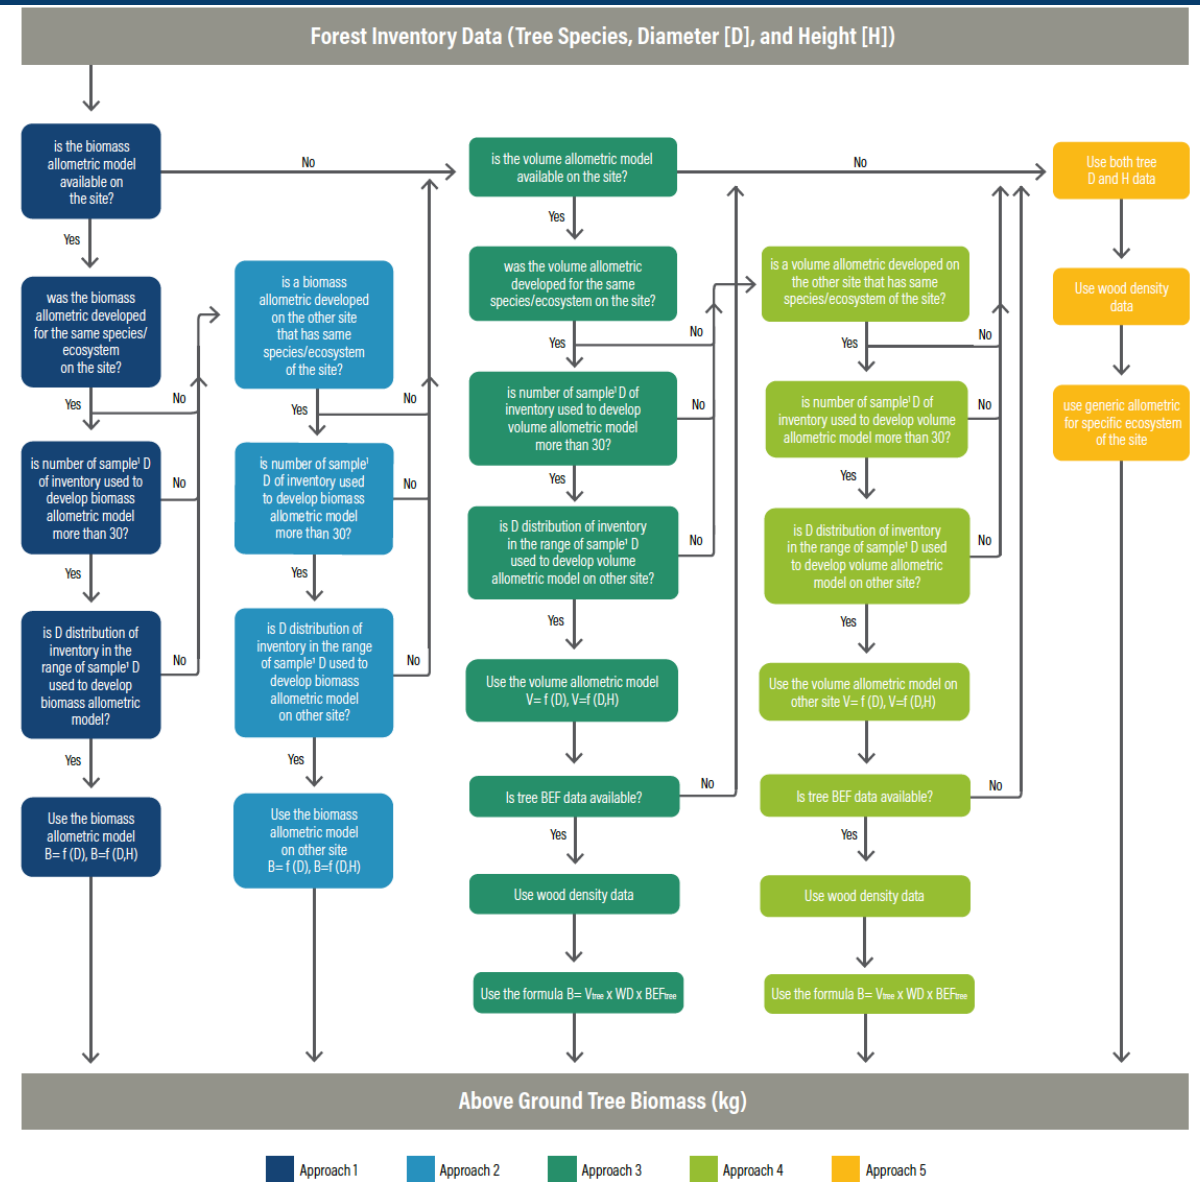 Forest Inventory Data (Tree Species, Diameter [D], and Height [H])
is the biomass
allometric model
available on
the site?
No
Yes
was the biomass
allometric developed
for the same species/
ecosystem
on the site?
No
Yes
is number of sample¹ D
of inventory used to
develop biomass
allometric model
more than 30?
No
Yes
is D distribution of
inventory in the
range of sample¹ D
used to develop
biomass allometric
model?
No
Yes
Use the biomass
allometric model
B= f (D), B=f (D,H)
is a biomass
allometric developed
on the other site
that has same
species/ecosystem
of the site?
No
Yes
is number of sample¹
D of inventory used
to develop biomass
allometric model
more than 30?
No
Yes
is D distribution of
inventory in the range
of sample¹ D used to
develop biomass
allometric model
on other site?
No
Yes
Use the biomass
allometric model
on other site
B= f (D), B=f (D,H)
is the volume allometric model
available on the site?
No
Yes
was the volume allometric
developed for the same
species/ecosystem on the site?
No
Yes
is number of sample¹ D of
inventory used to develop
volume allometric model
more than 30?
No
Yes
is D distribution of inventory
in the range of sample¹ D
used to develop volume
allometric model on other site?
No
Yes
Use the volume allometric model
V= f (D), V=f (D,H)
Is tree BEF data available?
No
Yes
Use wood density data
Use the formula B= Vtree x WD x BEFtree
is a volume allometric developed on
the other site that has same
species/ecosystem of the site?
No
Yes
is number of sample¹ D of
inventory used to develop volume
allometric model more than 30?
No
Yes
is D distribution of inventory
in the range of sample¹ D used
to develop volume allometric
model on other site?
No
Yes
Use the volume allometric model on
other site V= f (D), V=f (D,H)
Is tree BEF data available?
No
Yes
Use wood density data
Use the formula B= Vtree x WD x BEFtree
Use both tree
D and H data
Use wood density
data
use generic allometric
for specific ecosystem
of the site
Above Ground Tree Biomass (kg)
Approach 1
Approach 2
Approach 3
Approach 4
Approach 5